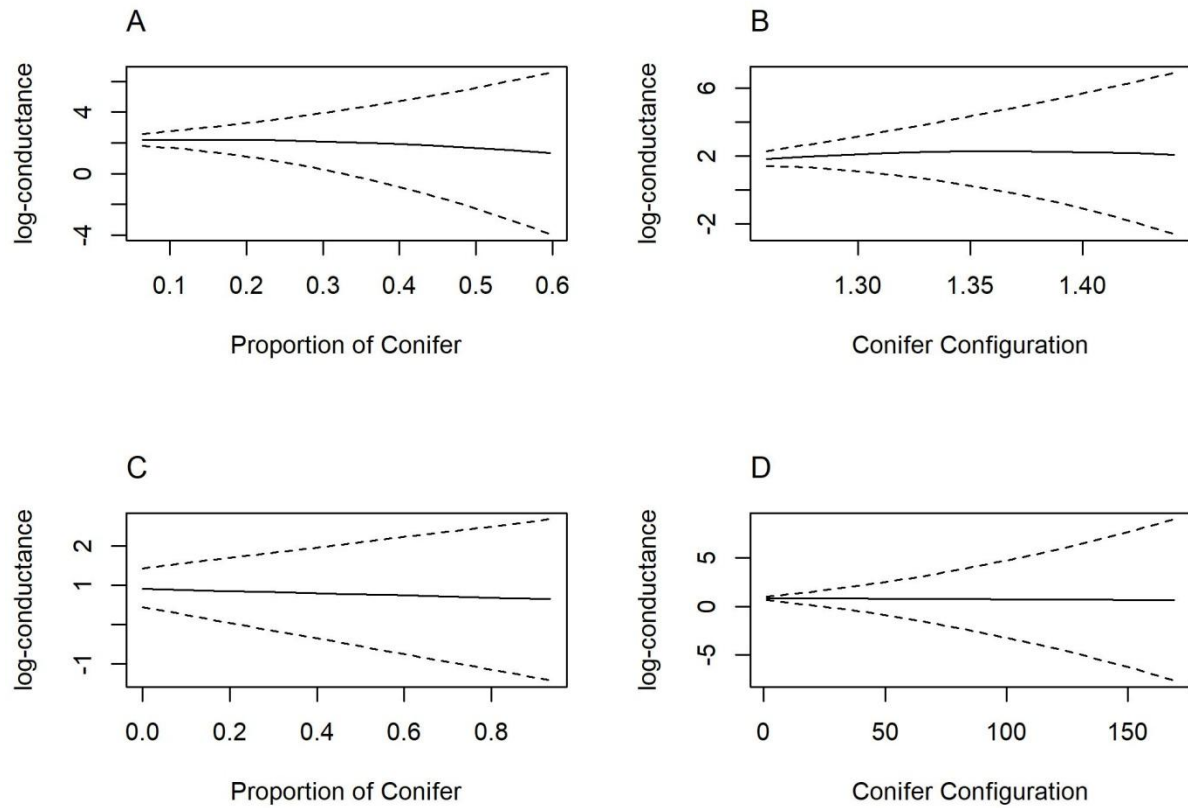 A
log-conductance
4
0
-4
0.1 0.2 0.3 0.4 0.5 0.6
Proportion of Conifer
B
log-conductance
6
2
-2
1.30 1.35 1.40
Conifer Configuration
C
log-conductance
2
1
-1
0.0 0.2 0.4 0.6 0.8
Proportion of Conifer
D
log-conductance
5
0
-5
0 50 100 150
Conifer Configuration